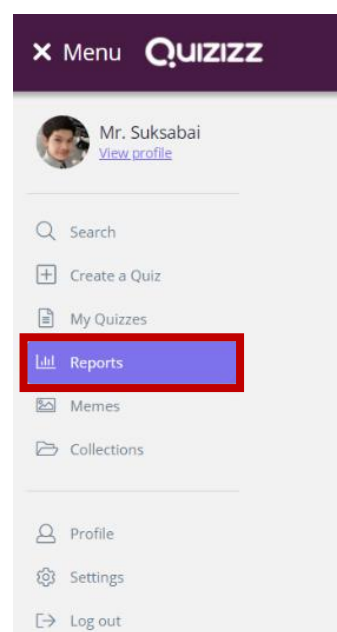 × Menu Quizizz
Mr. Suksabai
View profile
Search
Create a Quiz
My Quizzes
Reports
Memes
Collections
Profile
Settings
Log out